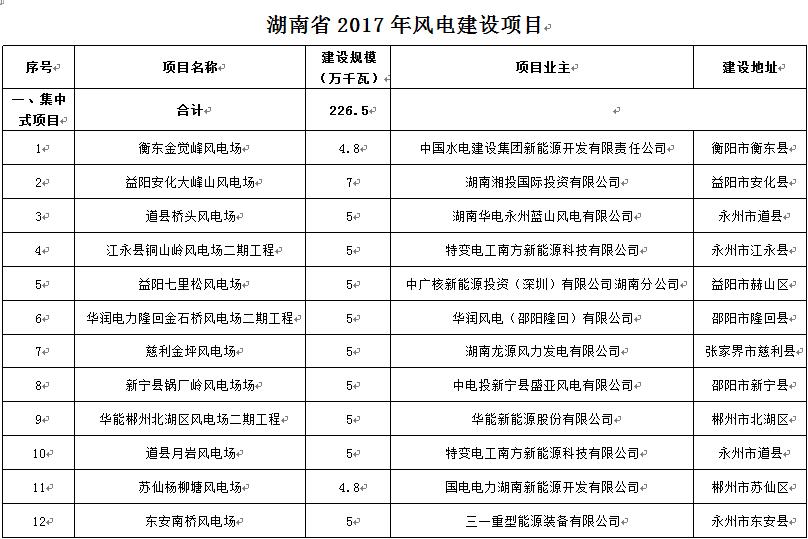 湖南省2017年风电建设项目
序号 项目名称 建设规模（万千瓦） 项目业主 建设地址
一、集中式项目 合计 226.5
1 衡东金觉峰风电场 4.8 中国水电建设集团新能源开发有限责任公司 衡阳市衡东县
2 益阳安化大峰山风电场 7 湖南湘投国际投资有限公司 益阳市安化县
3 道县桥头风电场 5 湖南华电永州蓝山风电有限公司 永州市道县
4 江永县铜山岭风电场二期工程 5 特变电工南方新能源科技有限公司 永州市江永县
5 益阳七里松风电场 5 中广核新能源投资（深圳）有限公司湖南分公司 益阳市赫山区
6 华润电力隆回金石桥风电场二期工程 5 华润风电（邵阳隆回）有限公司 邵阳市隆回县
7 慈利金坪风电场 5 湖南龙源风力发电有限公司 张家界市慈利县
8 新宁县锅厂岭风电场场 5 中电投新宁县盛亚风电有限公司 邵阳市新宁县
9 华能郴州北湖区风电场二期工程 5 华能新能源股份有限公司 郴州市北湖区
10 道县月岩风电场 5 特变电工南方新能源科技有限公司 永州市道县
11 苏仙杨柳塘风电场 4.8 国电电力湖南新能源开发有限公司 郴州市苏仙区
12 东安南桥风电场 5 三一重型能源装备有限公司 永州市东安县